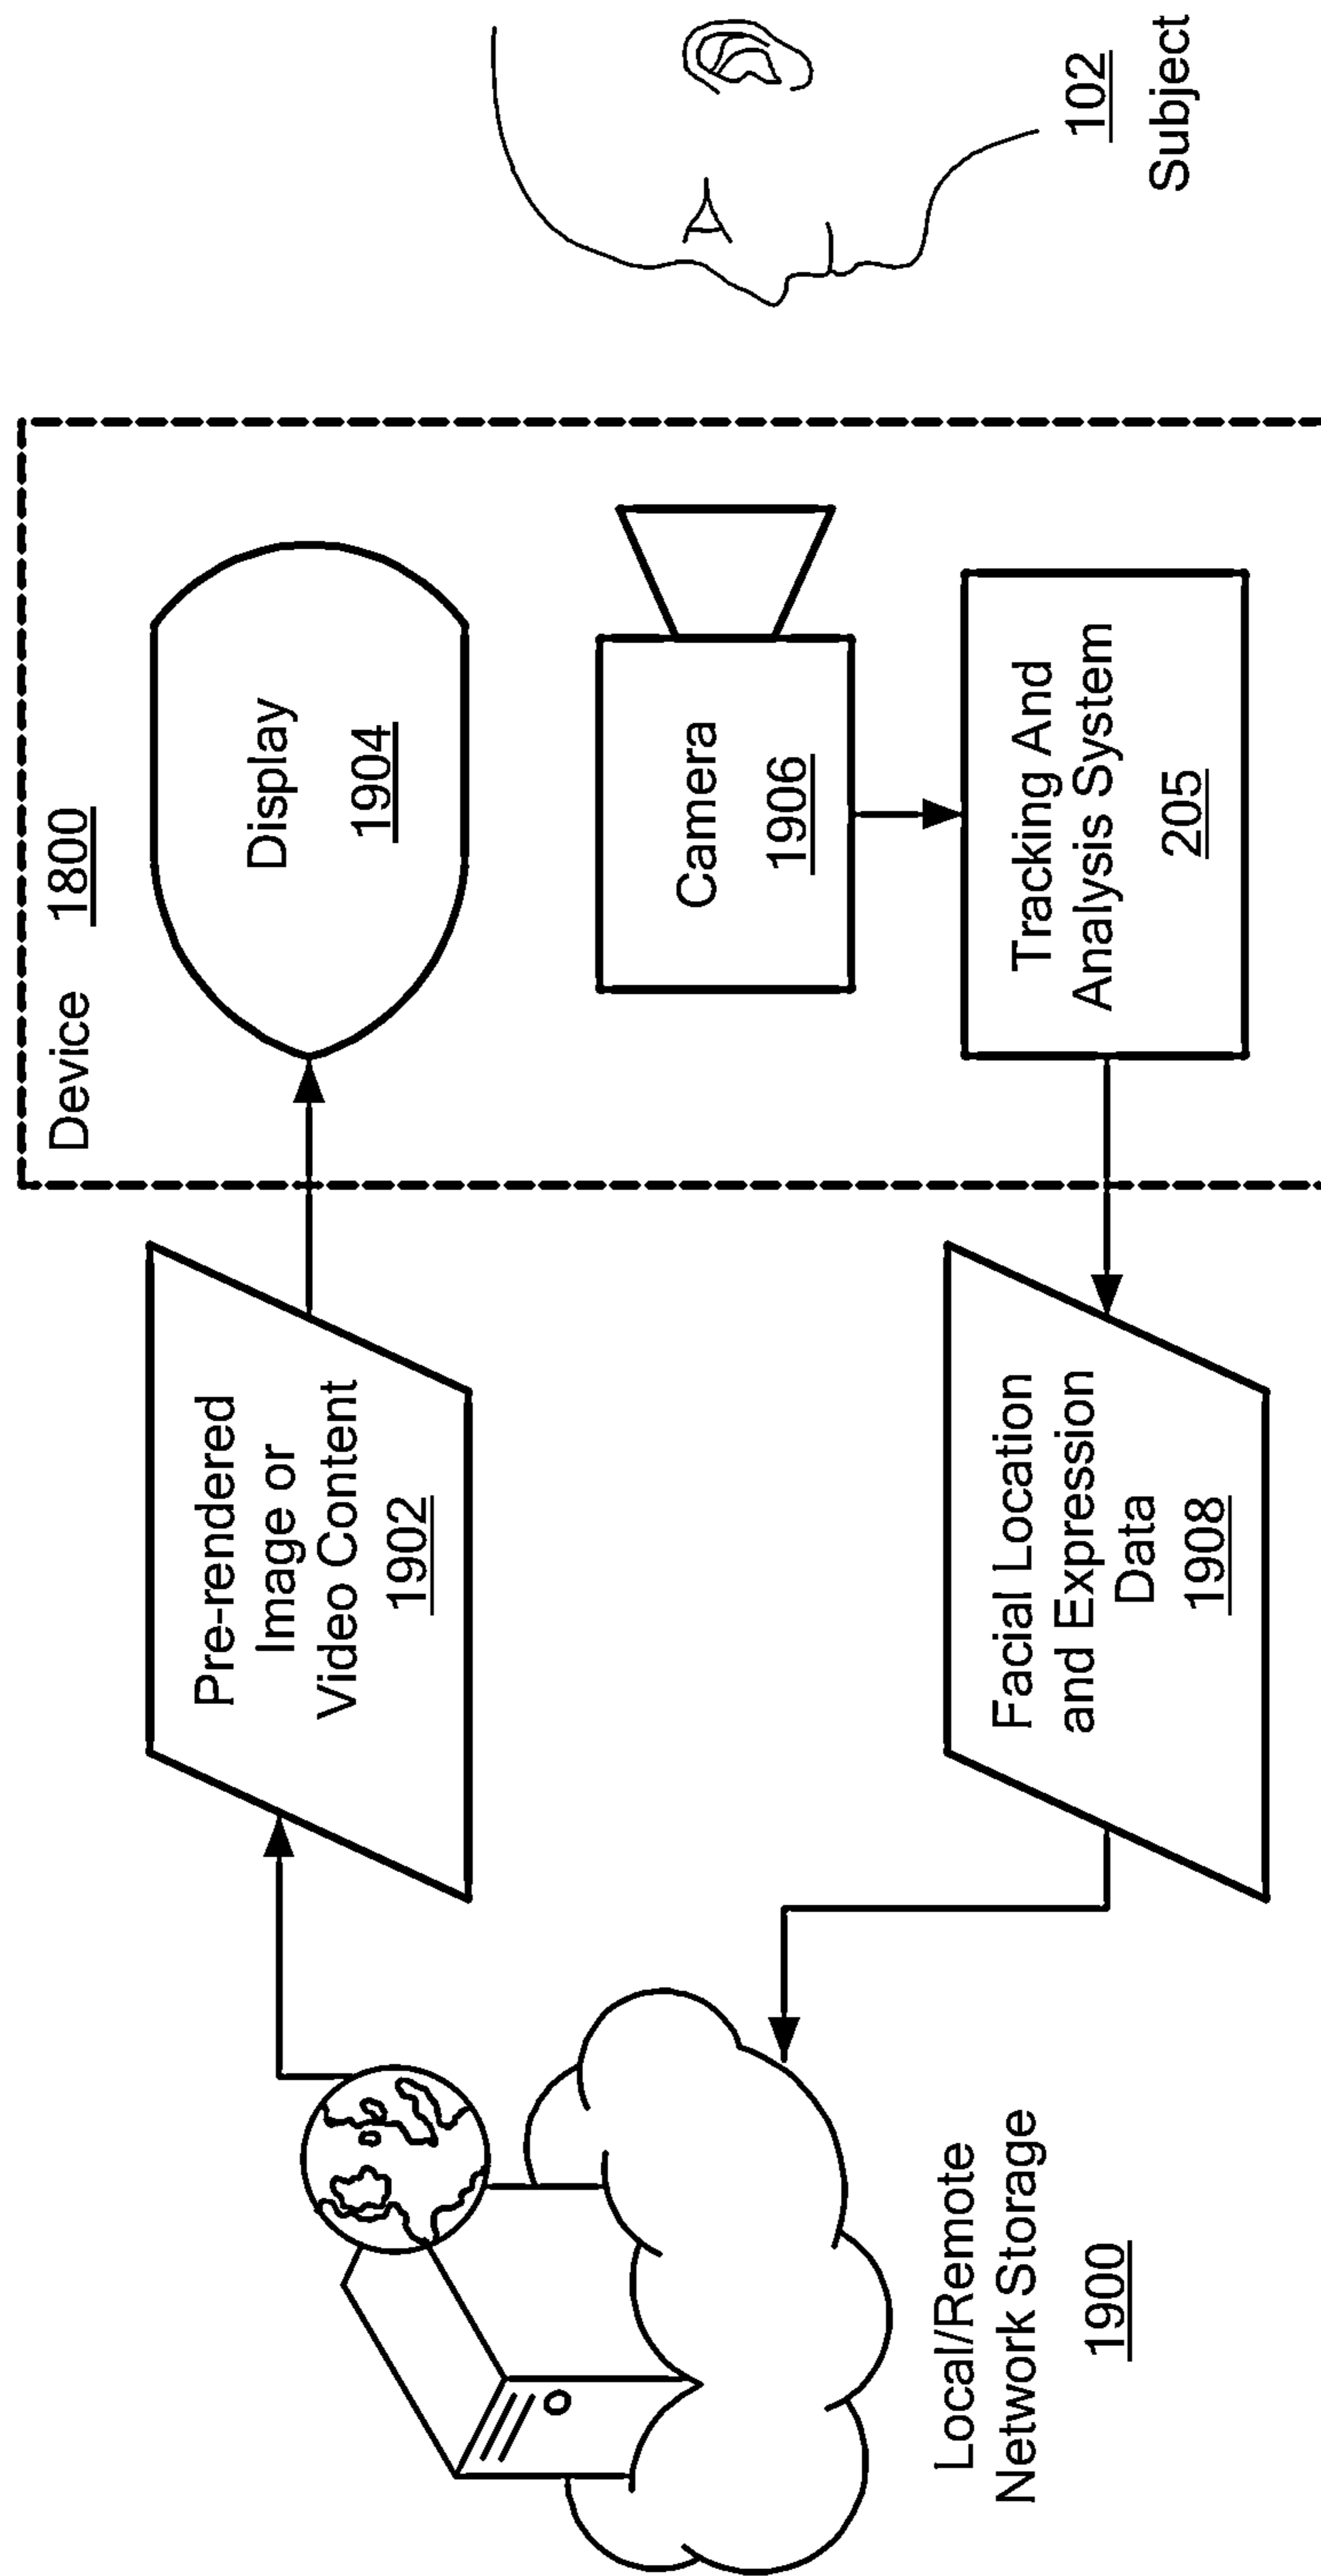 Device 1800
Pre-rendered
Image or
Video Content
1902
Display
1904
Camera
1906
Subject
102
Local/Remote
Network Storage
1900
Facial Location
and Expression
Data
1908
Tracking And
Analysis System
205